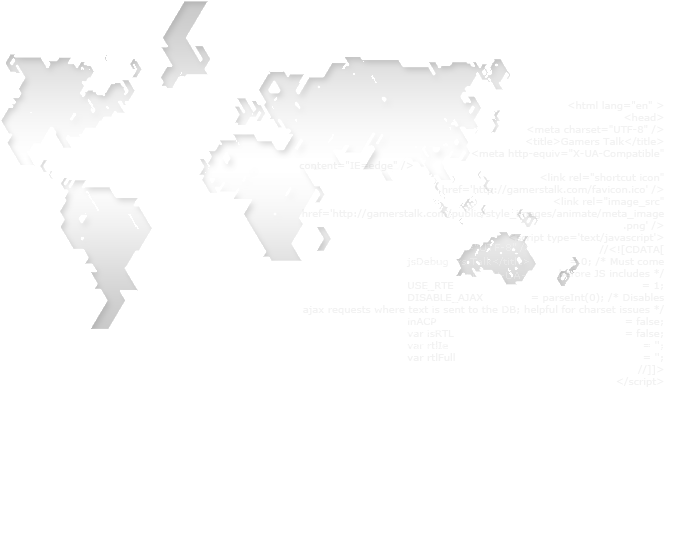 <html lang="en" >
<head>
<meta charset="UTF-8" />
<title>Gamers Talk</title>
<meta http-equiv="X-UA-Compatible"
content="IE=edge" />
<link rel="shortcut icon"
href='http://gamerstalk.com/favicon.ico' />
<link rel="image_src"
href='http://gamerstalk.com/public/style_images/animate/meta_image
.png' />
type='text/javascript'>
//<![CDATA[
jsDebug 0; /* Must come
JS includes */
USE_RTE = 1;
DISABLE_AJAX = parseInt(0); /* Disables
ajax requests where text is sent to the DB; helpful for charset issues */
inACP = false;
var isRTL = false;
var rtlIe = '';
var rtlFull = '';
//]]>
</script>